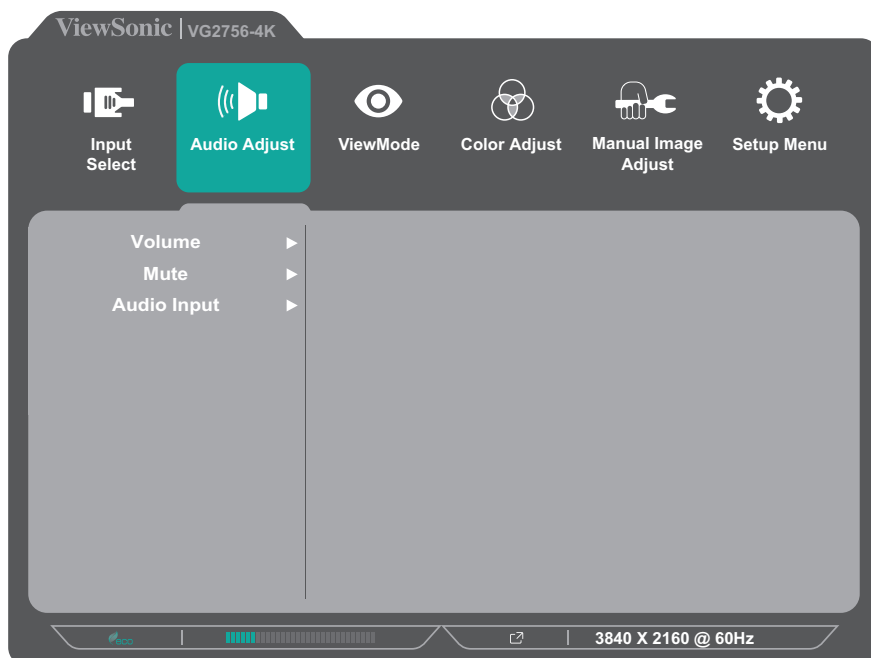 ViewSonic | VG2756-4K
Input
Select
Audio Adjust
ViewMode
Color Adjust
Manual Image
Adjust
Setup Menu
Volume
Mute
Audio Input
eco
3840 X 2160 @ 60Hz